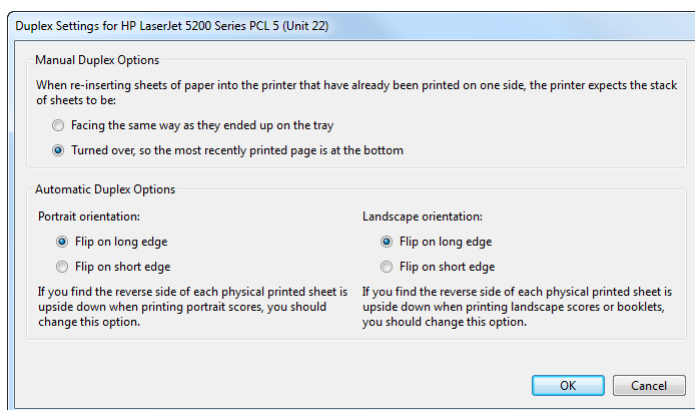 Duplex Settings for HP LaserJet 5200 Series PCL 5 (Unit 22)
Manual Duplex Options
When re-inserting sheets of paper into the printer that have already been printed on one side, the printer expects the stack
of sheets to be:
Facing the same way as they ended up on the tray
Turned over, so the most recently printed page is at the bottom
Automatic Duplex Options
Portrait orientation:
Flip on long edge
Flip on short edge
If you find the reverse side of each physical printed sheet is
upside down when printing portrait scores, you should
change this option.
Landscape orientation:
Flip on long edge
Flip on short edge
If you find the reverse side of each physical printed sheet is
upside down when printing landscape scores or booklets,
you should change this option.
OK
Cancel